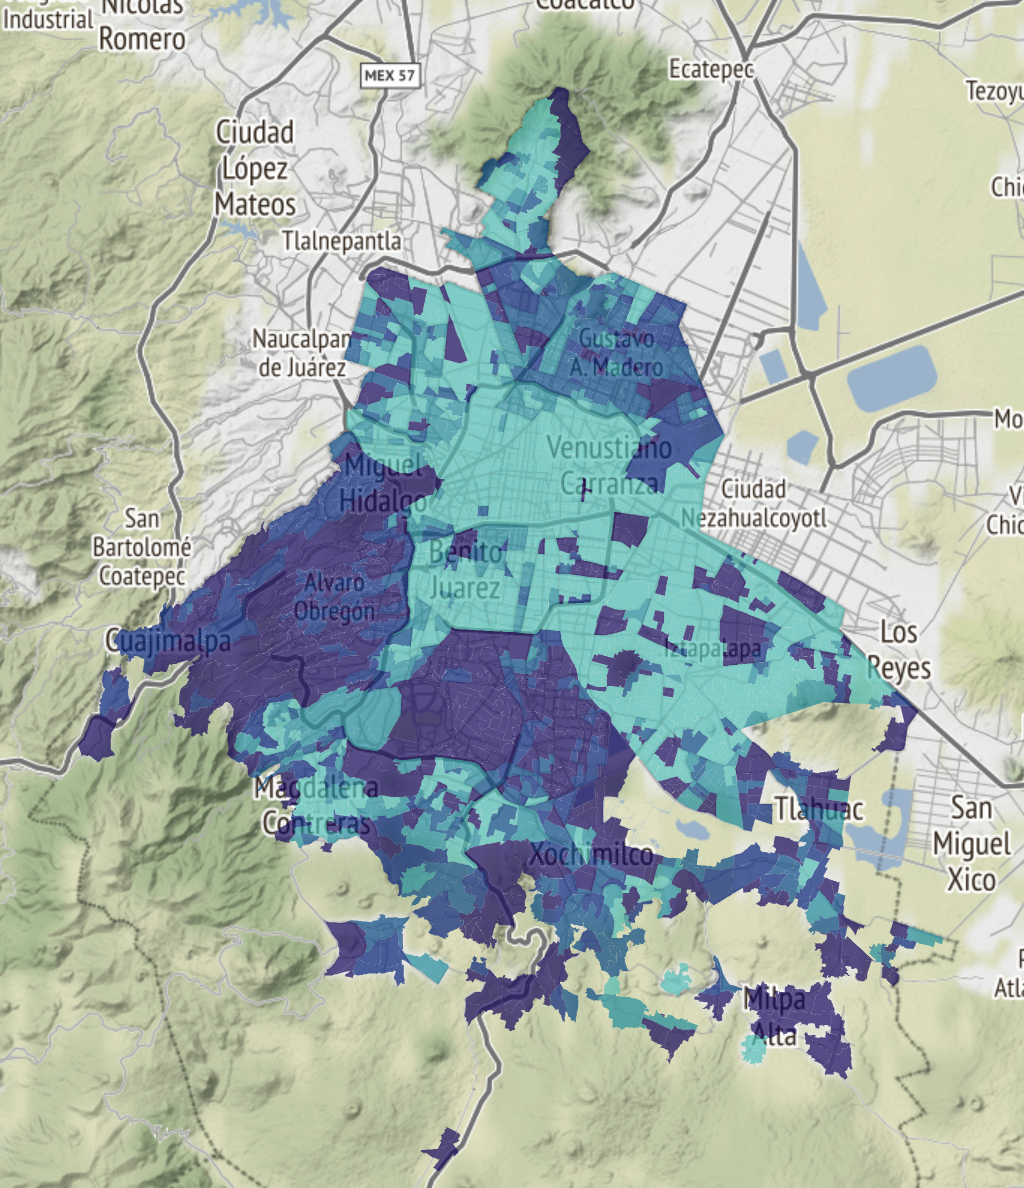 Nicolás
Romero
Industrial
Coacalco
MEX 57
Ecatepec
Tezoyu
Ciudad
López
Mateos
Tlalnepantla
Chi
Naucalpan
de Juárez
Gustavo
A. Madero
Mo
Venustiano
Carranza
Miguel
Hidalgo
Ciudad
Nezahualcoyotl
Chic
San
Bartolomé
Coatepec
Benito
Juarez
Alvaro
Obregón
Cuajimalpa
Iztapalapa
Los
Reyes
Magdalena
Contreras
Tlahuac
San
Miguel
Xico
Xochimilco
Atla
Milpa
Alta